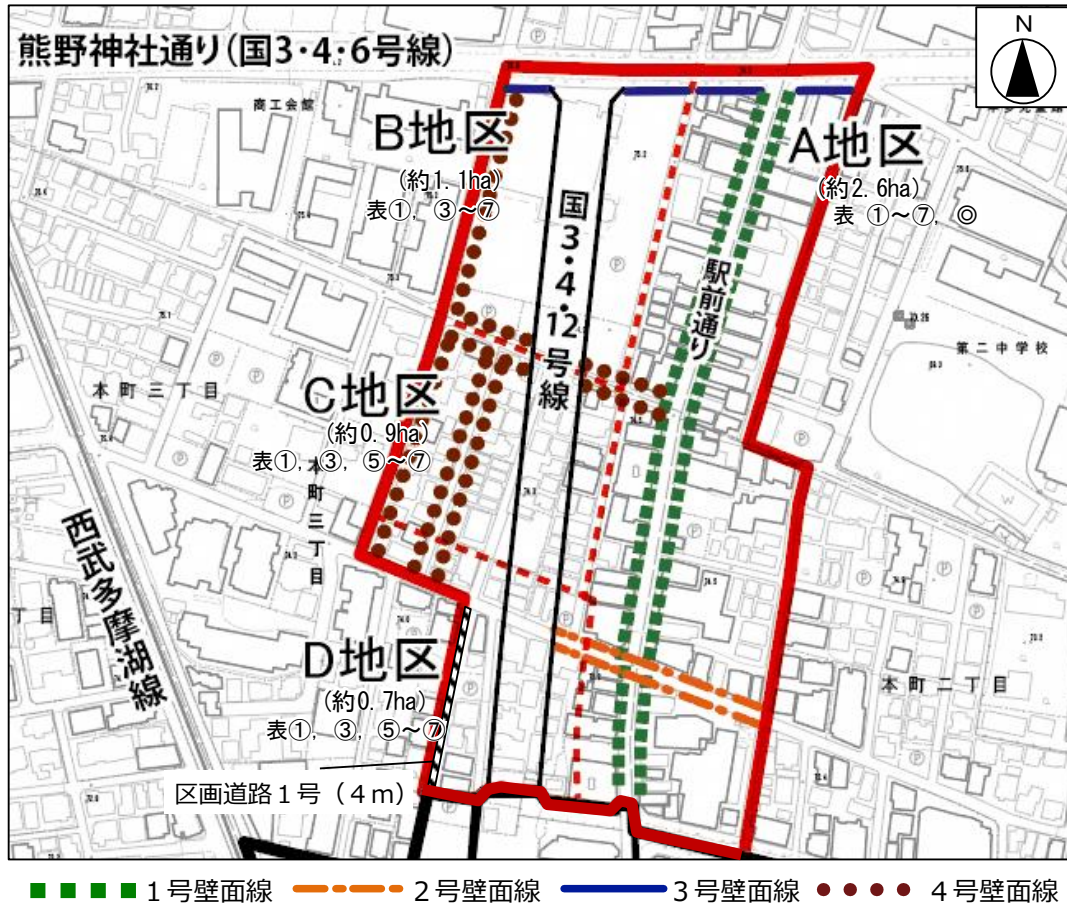 熊野神社通り(国3・4・6号線)
N
商工会館
B地区
(約1.1ha)
表①, ③~⑦
A地区
(約2.6ha)
表 ①~⑦, ◎
国3・4・12号線
駅前通り
第二中学校
本町三丁目
C地区
(約0.9ha)
表①, ③, ⑤~⑦
本町三丁目
西武多摩湖線
丁目
D地区
(約0.7ha)
表①, ③, ⑤~⑦
本町二丁目
区画道路1号(4m)
1号壁面線
2号壁面線
3号壁面線
4号壁面線